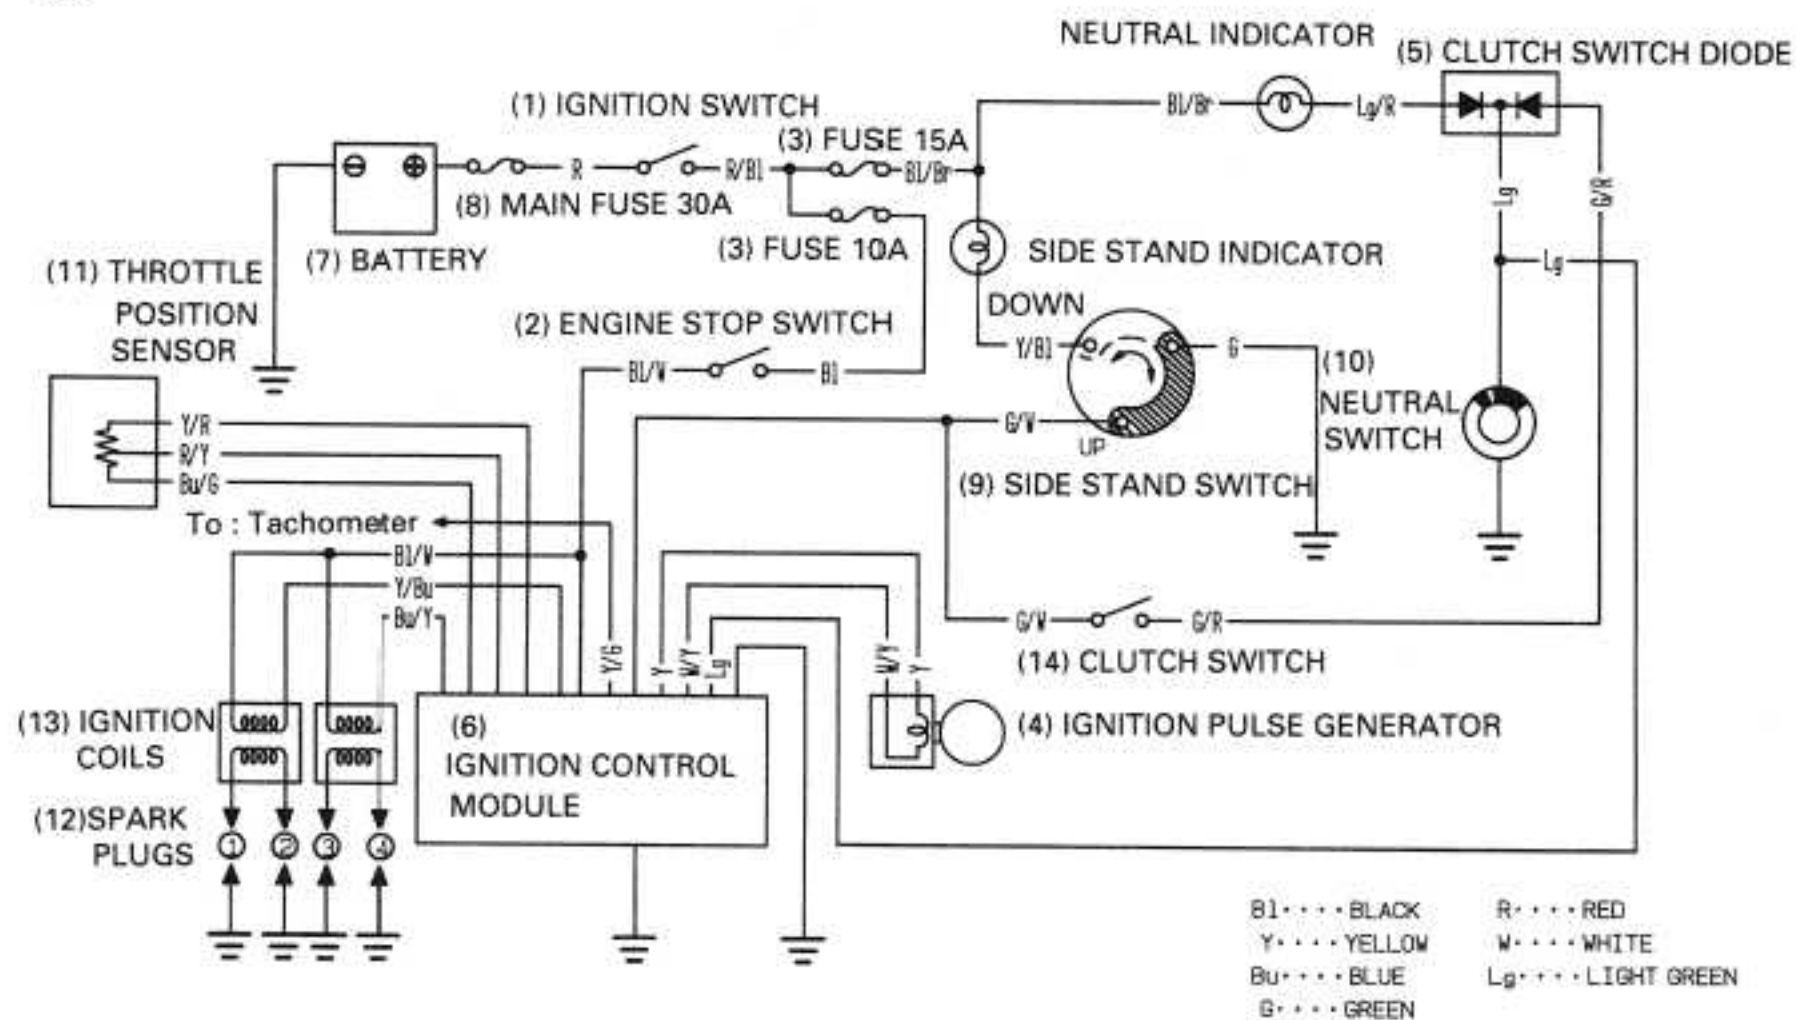 NEUTRAL INDICATOR
(5) CLUTCH SWITCH DIODE
(1) IGNITION SWITCH
(3) FUSE 15A
Bl/Br
Lg/R
R
R/Bl
Bl/Br
(8) MAIN FUSE 30A
(3) FUSE 10A
(7) BATTERY
Lg
G/R
(11) THROTTLE
POSITION
SENSOR
SIDE STAND INDICATOR
Lg
DOWN
(2) ENGINE STOP SWITCH
Y/Bl
G
(10)
NEUTRAL
SWITCH
Bl/W
Bl
Y/R
R/Y
Bu/G
G/W
UP
(9) SIDE STAND SWITCH
To : Tachometer
Bl/W
Y/Bu
Bu/Y
G/W
G/R
(14) CLUTCH SWITCH
Y/G
Y
W/Y
Lg
W/Y
Y
(13) IGNITION
COILS
(6)
IGNITION CONTROL
MODULE
(4) IGNITION PULSE GENERATOR
(12)SPARK
PLUGS
1
2
3
4
Bl····BLACK
R····RED
Y····YELLOW
W····WHITE
Bu····BLUE
Lg····LIGHT GREEN
G····GREEN